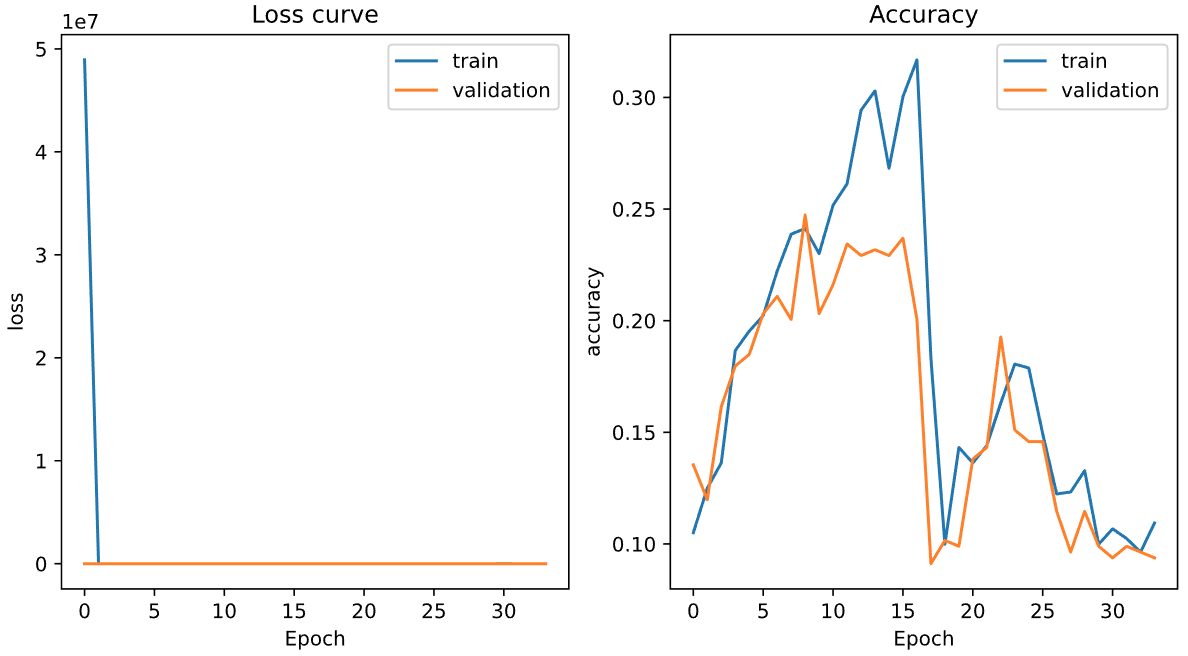 Loss curve
1e7
5
4
3
2
1
0
loss
0 5 10 15 20 25 30
Epoch
train
validation
Accuracy
0.30
0.25
0.20
0.15
0.10
accuracy
0 5 10 15 20 25 30
Epoch
train
validation